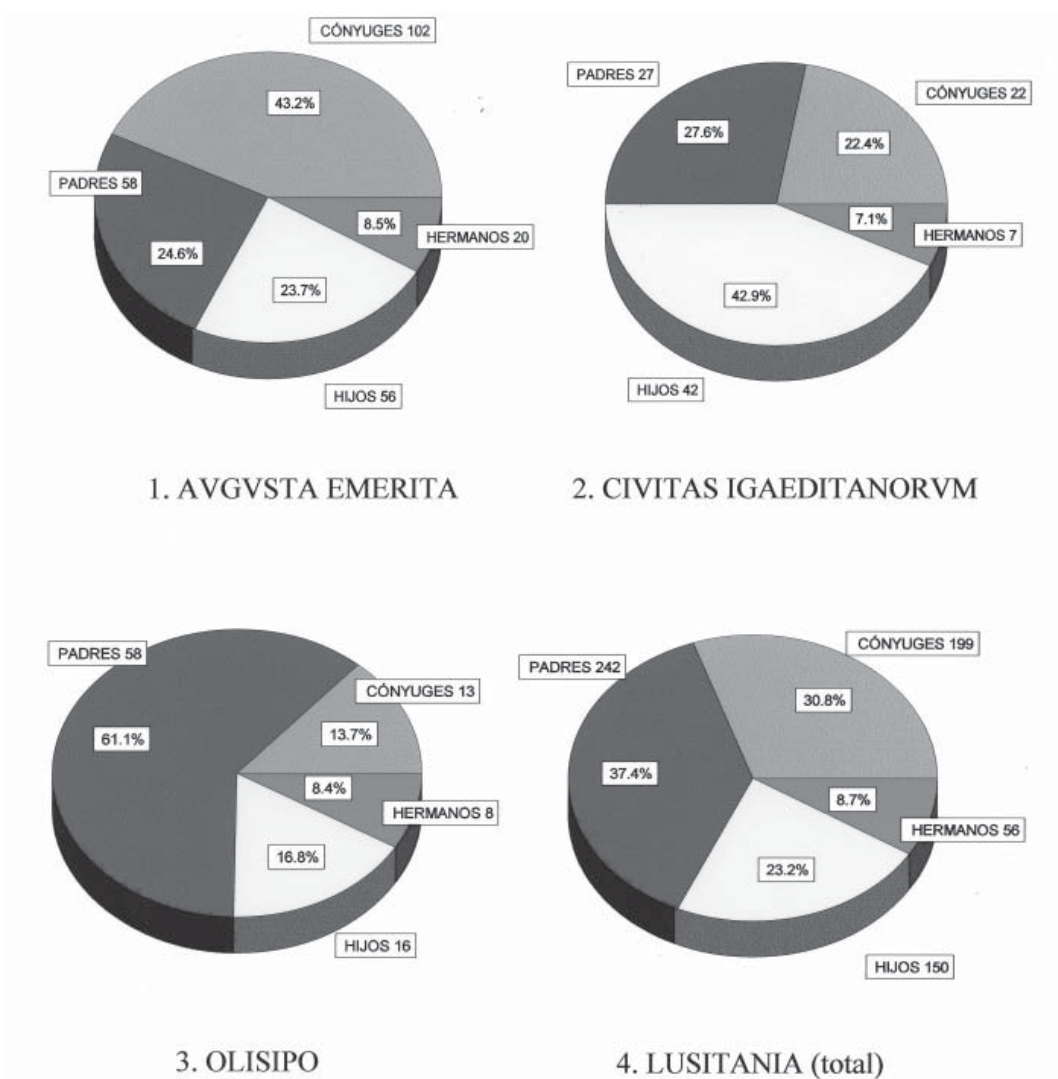 CÓNYUGES 102
43.2%
PADRES 58
24.6%
8.5%
HERMANOS 20
23.7%
HIJOS 56
1. AVGVSTA EMERITA
PADRES 27
CÓNYUGES 22
27.6%
22.4%
7.1%
HERMANOS 7
42.9%
HIJOS 42
2. CIVITAS IGAEDITANORVM
PADRES 58
CÓNYUGES 13
61.1%
13.7%
8.4%
HERMANOS 8
16.8%
HIJOS 16
3. OLISIPO
CÓNYUGES 199
PADRES 242
30.8%
37.4%
8.7%
HERMANOS 56
23.2%
HIJOS 150
4. LUSITANIA (total)